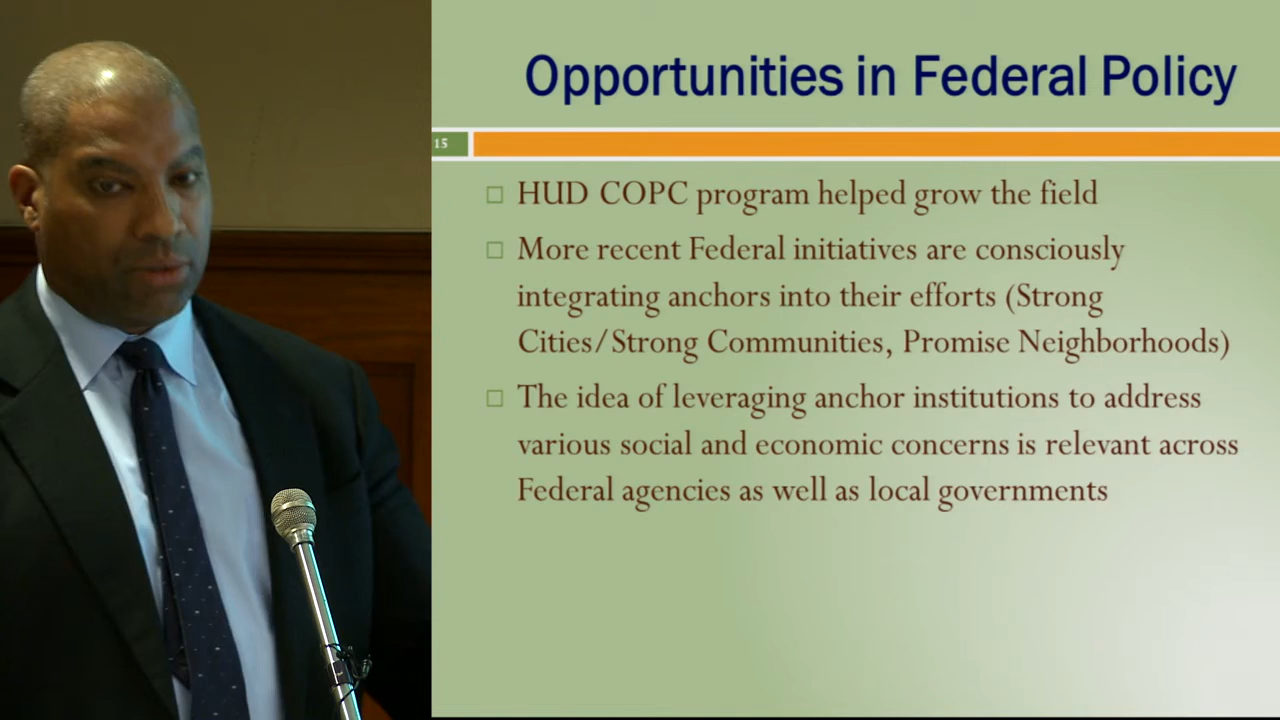 Opportunities in Federal Policy
15
HUD COPC program helped grow the field
More recent Federal initiatives are consciously
integrating anchors into their efforts (Strong
Cities/Strong Communities, Promise Neighborhoods)
The idea of leveraging anchor institutions to address
various social and economic concerns is relevant across
Federal agencies as well as local governments